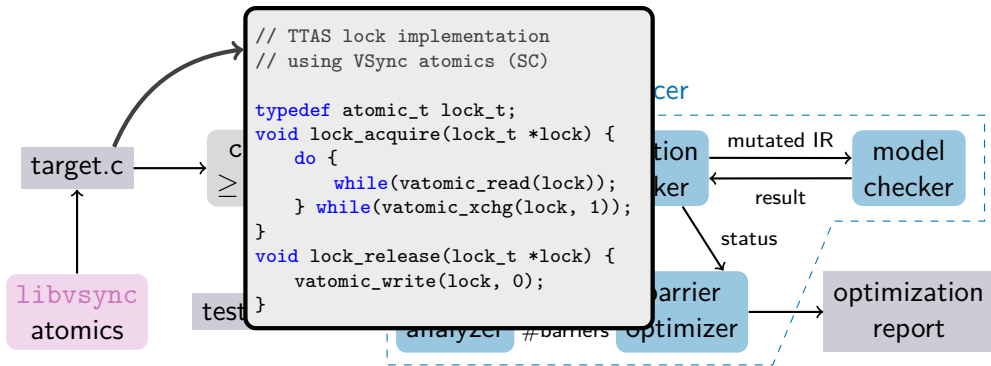 // TTAS lock implementation
// using VSync atomics (SC)
typedef atomic_t lock_t;
void lock_acquire(lock_t *lock) {
    do {
        while(vatomic_read(lock));
    } while(vatomic_xchg(lock, 1));
}
void lock_release(lock_t *lock) {
    vatomic_write(lock, 0);
}
target.c
libvsync
atomics
c
≥
test
mutated IR
result
model
checker
status
analyzer
#barriers
barrier
optimizer
optimization
report